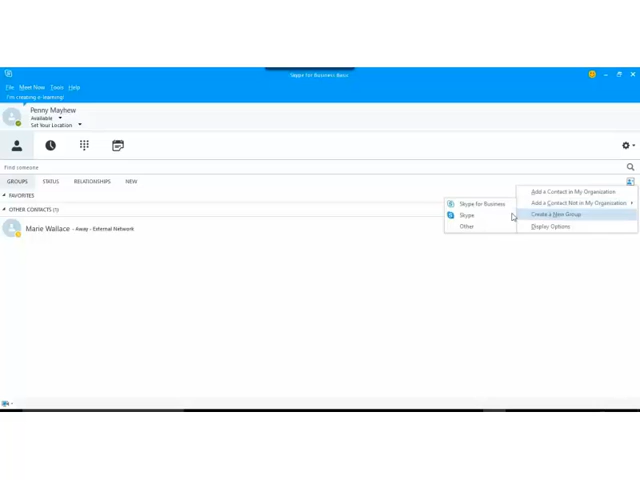 Skype for Business Basic
File Meet Now Tools Help
I'm creating e-learning!
Penny Mayhew
Available
Set Your Location
Find someone
GROUPS STATUS RELATIONSHIPS NEW
FAVORITES
OTHER CONTACTS (1)
Marie Wallace - Away - External Network
Add a Contact in My Organization
Add a Contact Not in My Organization
Create a New Group
Display Options
Skype for Business
Skype
Other